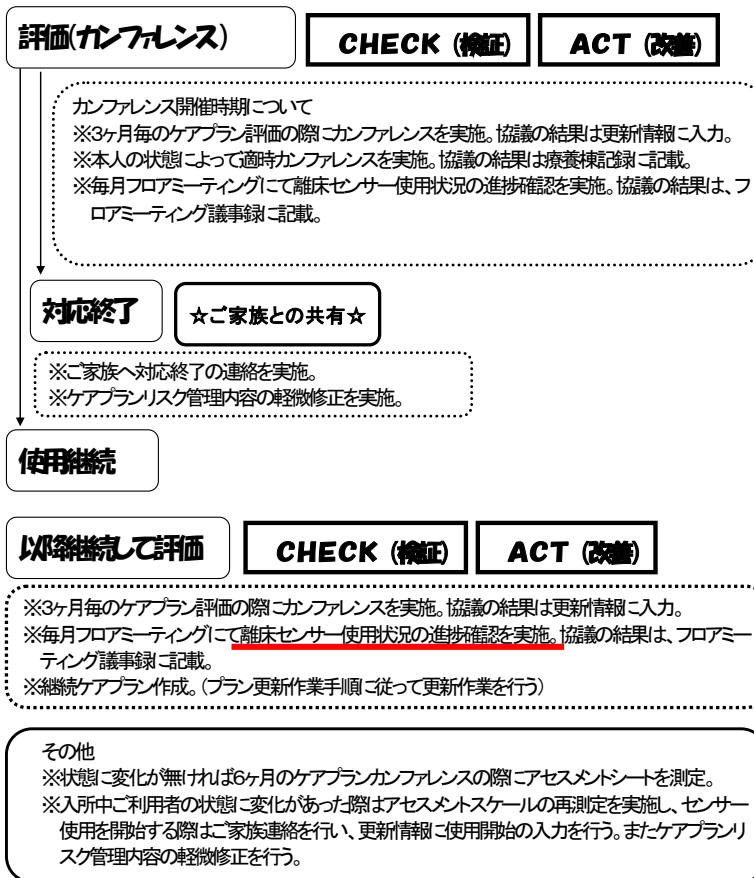 評価(カンファレンス)
CHECK (検証)
ACT (改善)
カンファレンス開催時期について
※3ヶ月毎のケアプラン評価の際にカンファレンスを実施。協議の結果は更新情報に入力。
※本人の状態によって適時カンファレンスを実施。協議の結果は療養棟記録に記載。
※毎月フロアミーティングにて離床センサー使用状況の進捗確認を実施。協議の結果は、フ
ロアミーティング議事録に記載。
対応終了
☆ご家族との共有☆
※ご家族へ対応終了の連絡を実施。
※ケアプランリスク管理内容の軽微修正を実施。
使用継続
以降継続して評価
CHECK (検証)
ACT (改善)
※3ヶ月毎のケアプラン評価の際にカンファレンスを実施。協議の結果は更新情報に入力。
※毎月フロアミーティングにて離床センサー使用状況の進捗確認を実施。協議の結果は、フロアミー
ティング議事録に記載。
※継続ケアプラン作成。(プラン更新作業手順に従って更新作業を行う)
その他
※状態に変化が無ければ6ヶ月のケアプランカンファレンスの際にアセスメントシートを測定。
※入所中ご利用者の状態に変化があった際はアセスメントスケールの再測定を実施し、センサー
使用を開始する際はご家族連絡を行い、更新情報に使用開始の入力を行う。またケアプランリ
スク管理内容の軽微修正を行う。